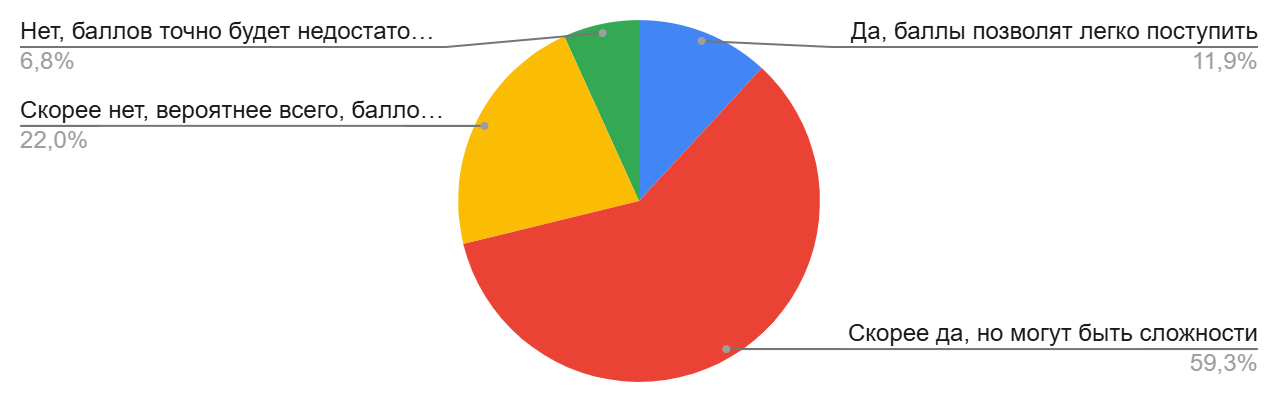 Нет, баллов точно будет недостато…
6,8%
Скорее нет, вероятнее всего, балло…
22,0%
Да, баллы позволят легко поступить
11,9%
Скорее да, но могут быть сложности
59,3%